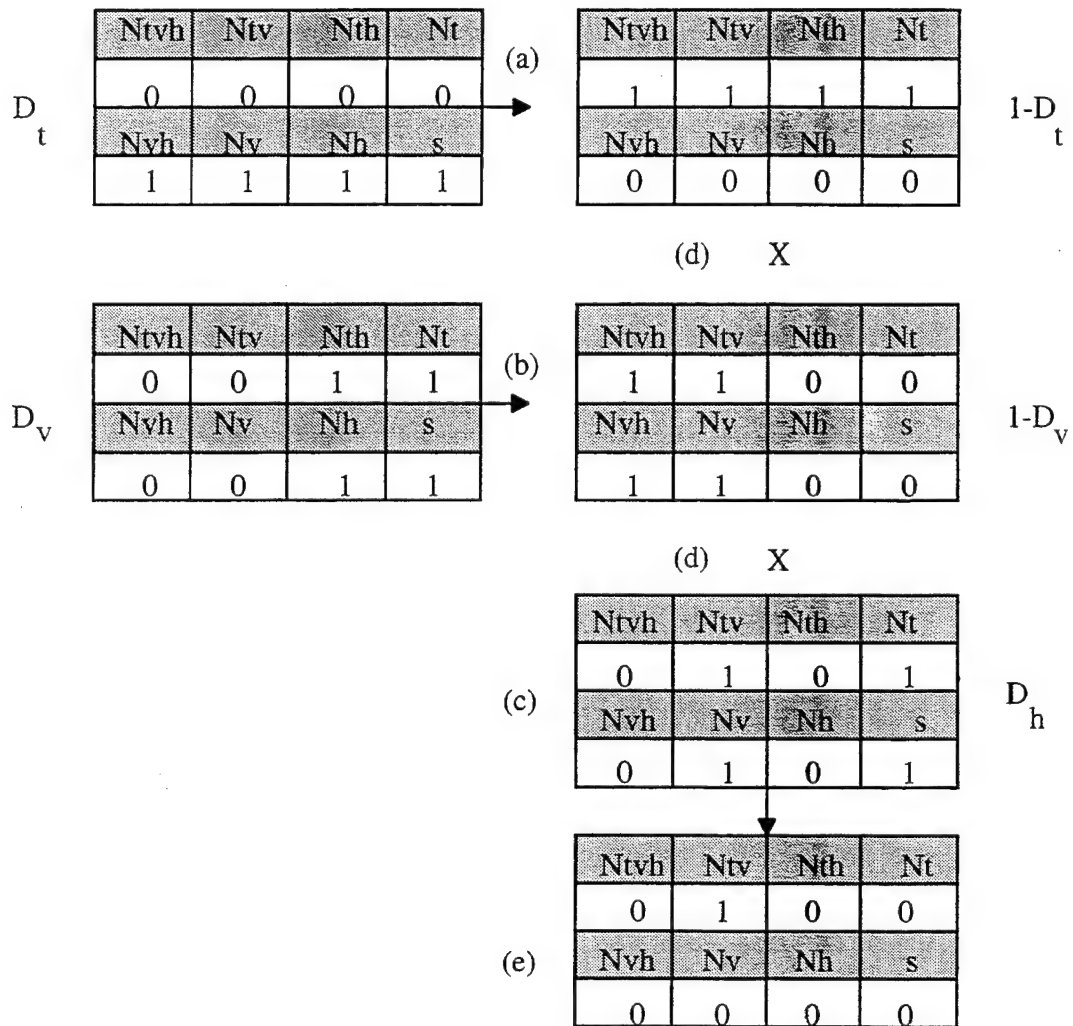 Ntvh Ntv Nth Nt Ntvh Ntv Nth Nt
(a)
0 0 0 0 1 1 1 1
D t 1-D t
Nvh Nv Nh s Nvh Nv Nh s
1 1 1 1 0 0 0 0
(d) X
Ntvh Ntv Nth Nt Ntvh Ntv Nth Nt
(b)
0 0 1 1 1 1 0 0
D v 1-D v
Nvh Nv Nh s Nvh Nv Nh s
0 0 1 1 1 1 0 0
(d) X
Ntvh Ntv Nth Nt
0 1 0 1
(c) D h
Nvh Nv Nh s
0 1 0 1
Ntvh Ntv Nth Nt
0 1 0 0
(e) Nvh Nv Nh s
0 0 0 0